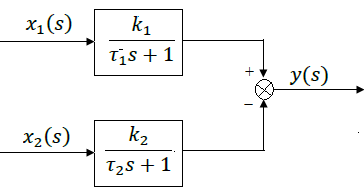 x₁(s)
k₁
τ₁s + 1
+
y(s)
−
x₂(s)
k₂
τ₂s + 1